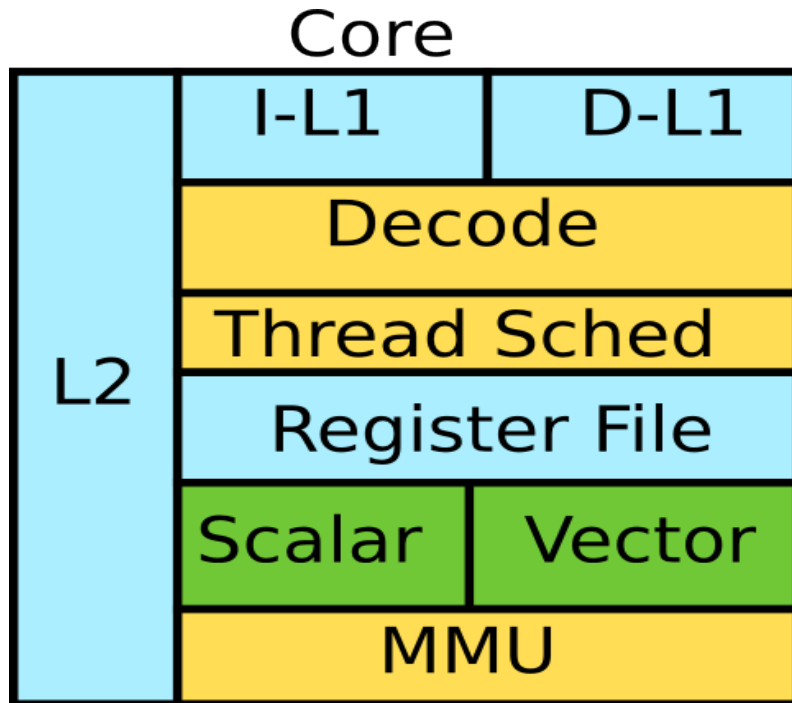 Core
I-L1 D-L1
Decode
Thread Sched
L2
Register File
Scalar Vector
MMU